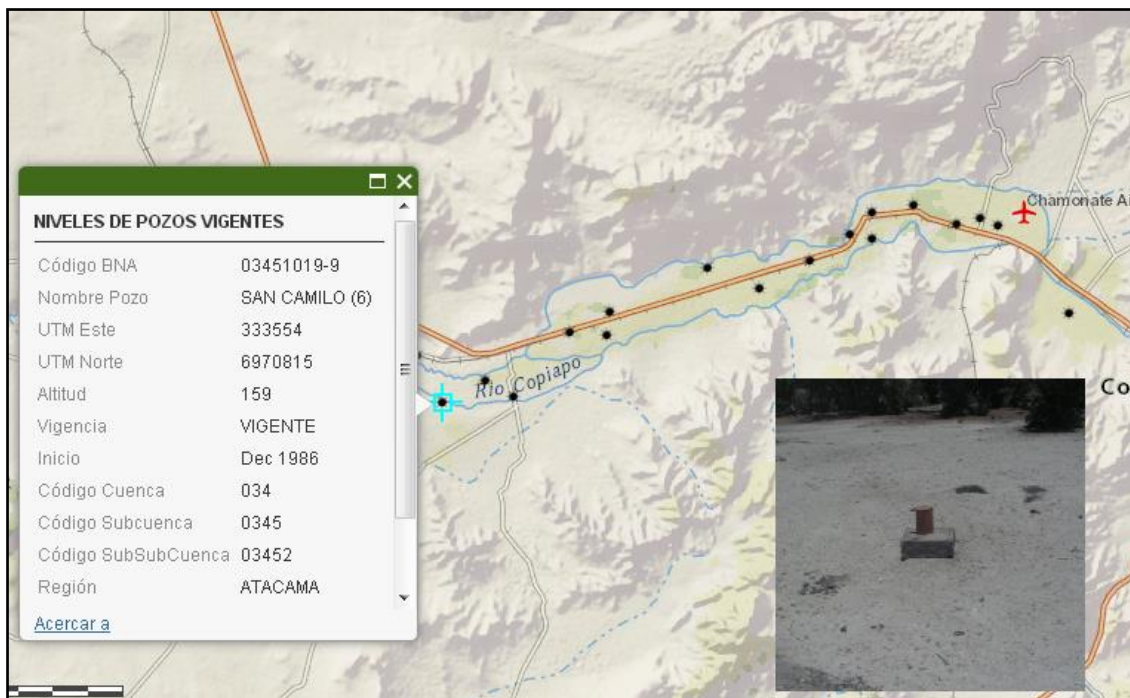 NIVELES DE POZOS VIGENTES
Código BNA 03451019-9
Nombre Pozo SAN CAMILO (6)
UTM Este 333554
UTM Norte 6970815
Altitud 159
Vigencia VIGENTE
Inicio Dec 1986
Código Cuenca 034
Código Subcuenca 0345
Código SubSubCuenca 03452
Región ATACAMA
Acercar a
Chamonate Ai
Rio Copiapo
Co